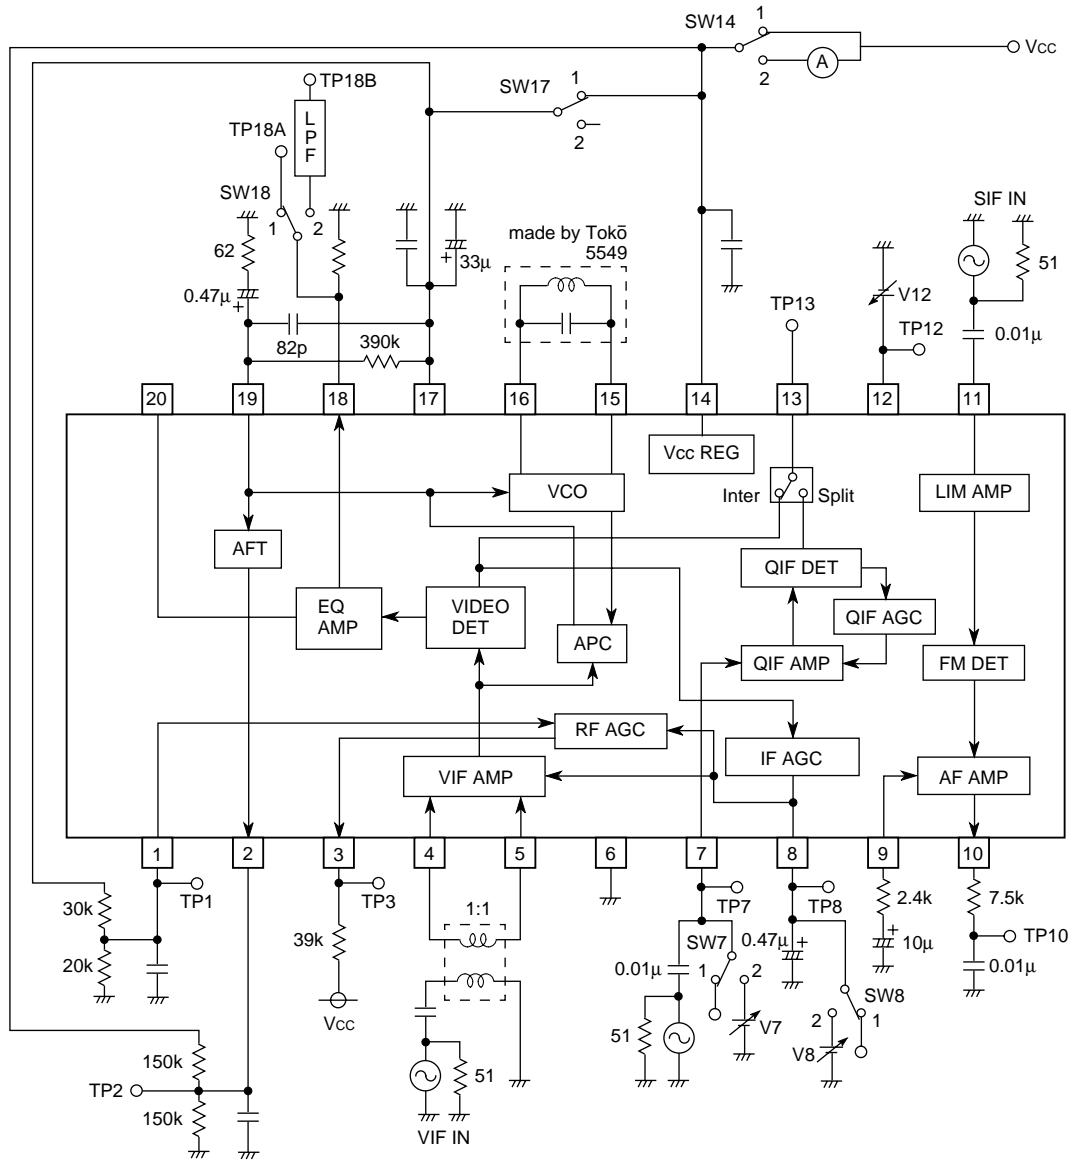 SW14
1
2
A
Vcc
SW17
1
2
TP18B
LPF
TP18A
SW18
1
2
62
0.47μ
+
82p
390k
+
33μ
made by Tokō
5549
TP13
V12
TP12
SIF IN
51
0.01μ
20
19
18
17
16
15
14
13
12
11
Vcc REG
VCO
Inter
Split
LIM AMP
AFT
QIF DET
EQ
AMP
VIDEO
DET
APC
QIF AGC
QIF AMP
FM DET
RF AGC
VIF AMP
IF AGC
AF AMP
1
2
3
4
5
6
7
8
9
10
TP1
30k
20k
TP3
39k
Vcc
1:1
TP7
SW7
1
2
0.01μ
51
V7
TP8
0.47μ
+
SW8
2
1
V8
2.4k
+
10μ
7.5k
TP10
0.01μ
150k
TP2
150k
51
VIF IN